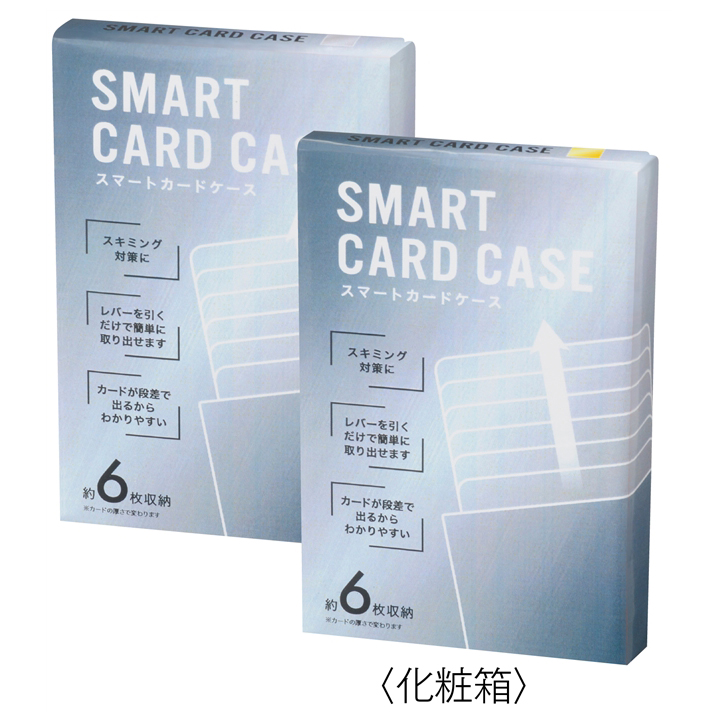 SMART CARD CASE
SMART
CARD CAS
スマートカードケース
スキミング
対策に
レバーを引く
だけで簡単に
取り出せます
カードが段差で
出るから
わかりやすい
約6枚収納
※カードの厚さで変わります
SMART CARD CASE
SMART
CARD CASE
スマートカードケース
スキミング
対策に
レバーを引く
だけで簡単に
取り出せます
カードが段差で
出るから
わかりやすい
約6枚収納
※カードの厚さで変わります
〈化粧箱〉